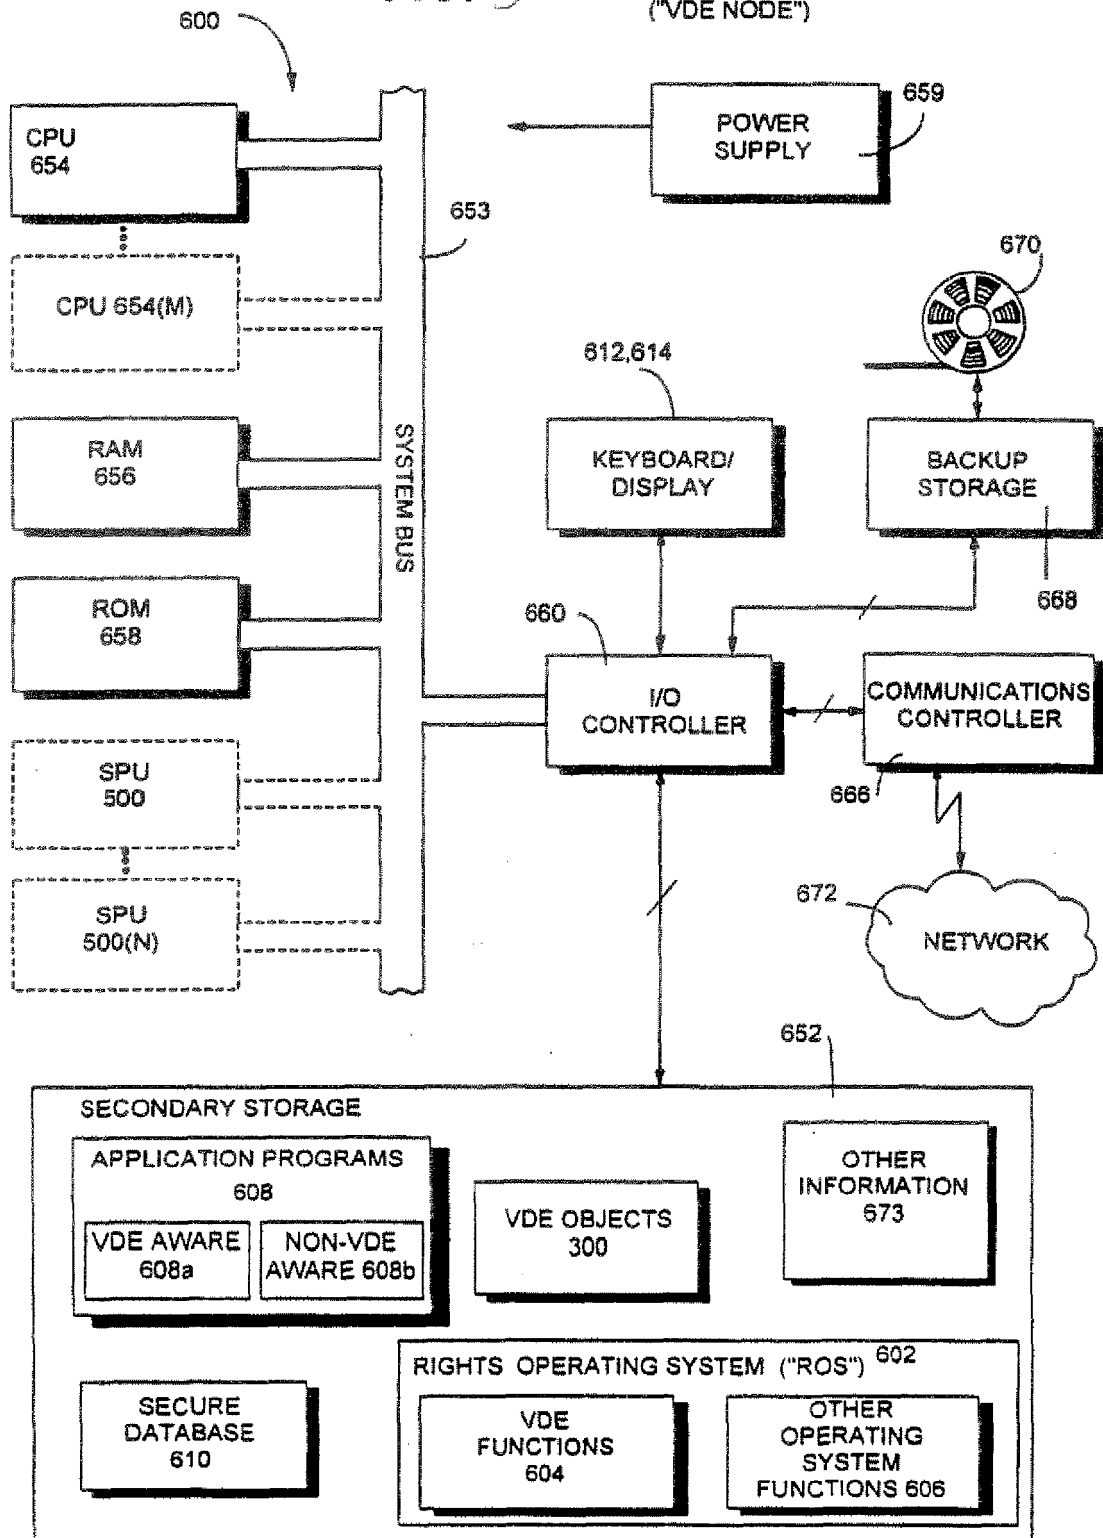 ("VDE NODE")
600
659
POWER
SUPPLY
CPU
654
653
670
CPU 654(M)
612,614
RAM
656
SYSTEM BUS
KEYBOARD/
DISPLAY
BACKUP
STORAGE
668
ROM
658
660
I/O
CONTROLLER
COMMUNICATIONS
CONTROLLER
666
SPU
500
672
NETWORK
SPU
500(N)
652
SECONDARY STORAGE
APPLICATION PROGRAMS
608
VDE AWARE
608a
NON-VDE
AWARE 608b
VDE OBJECTS
300
OTHER
INFORMATION
673
RIGHTS OPERATING SYSTEM ("ROS") 602
SECURE
DATABASE
610
VDE
FUNCTIONS
604
OTHER
OPERATING
SYSTEM
FUNCTIONS 606